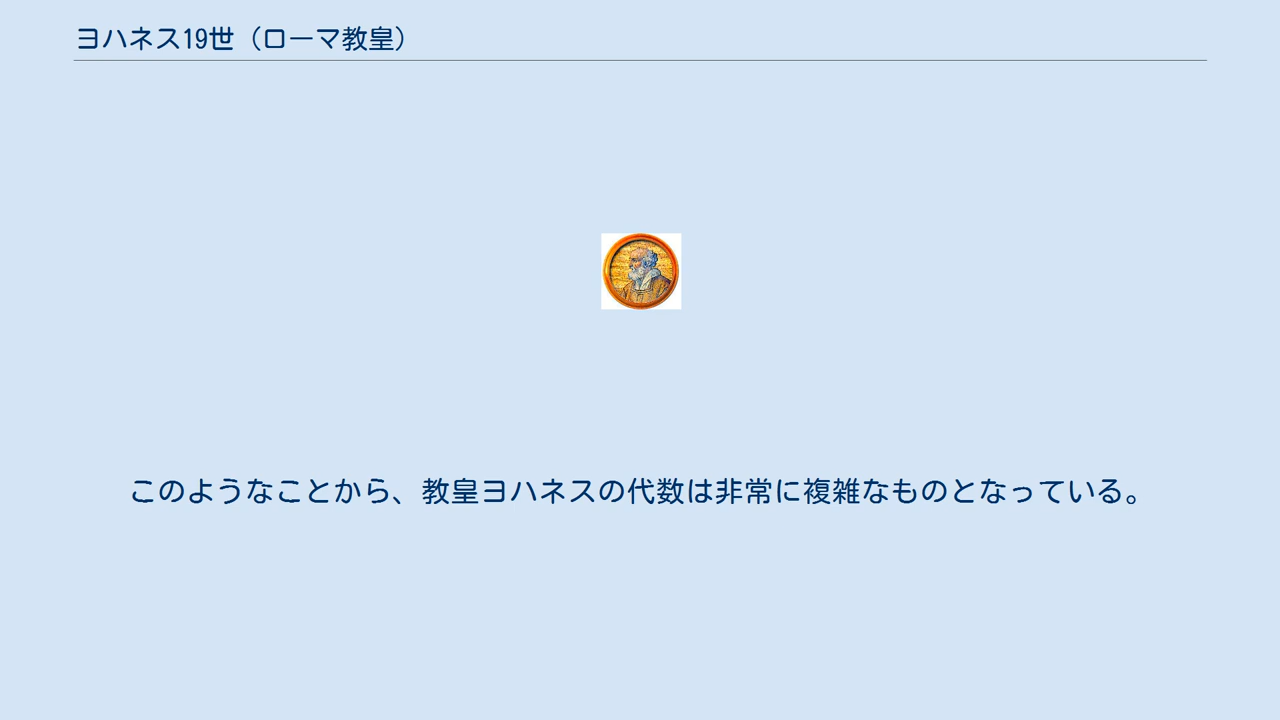 ヨハネス19世（ローマ教皇）
このようなことから、教皇ヨハネスの代数は非常に複雑なものとなっている。